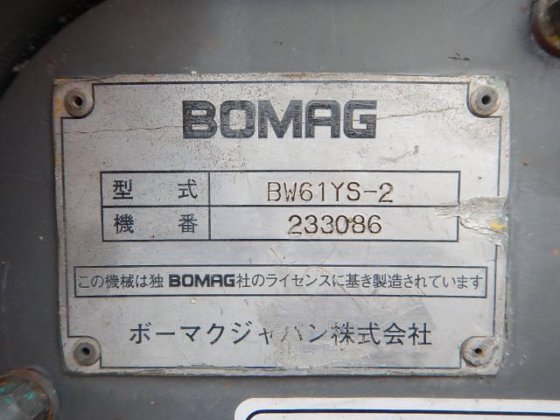 BOMAG
型式 BW61YS-2
機番 233086
この機械は独BOMAG社のライセンスに基き製造されています
ボーマクジャパン株式会社